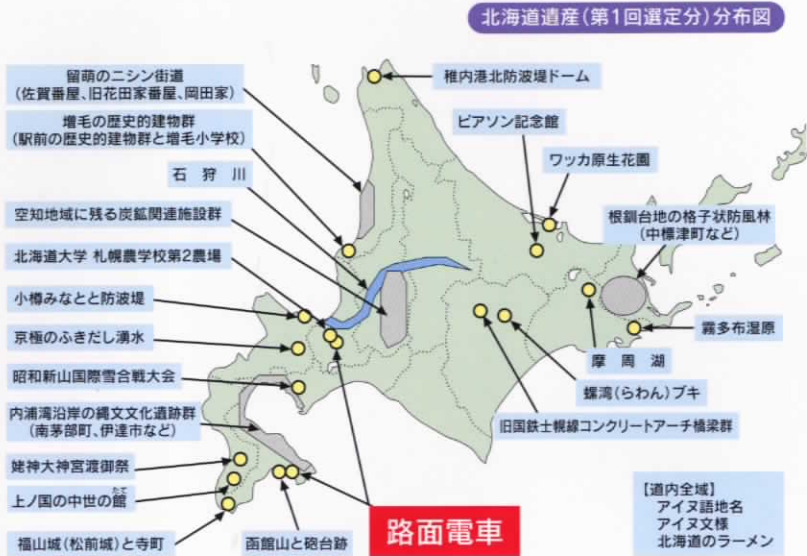 北海道遺産(第1回選定分)分布図
留萌のニシン街道
(佐賀番屋、旧花田家番屋、岡田家)
増毛の歴史的建物群
(駅前の歴史的建物群と増毛小学校)
石狩川
空知地域に残る炭鉱関連施設群
北海道大学 札幌農学校第2農場
小樽みなとと防波堤
京極のふきだし湧水
昭和新山国際雪合戦大会
内浦湾沿岸の縄文文化遺跡群
(南茅部町、伊達市など)
姥神大神宮渡御祭
上ノ国の中世の館
たて
福山城(松前城)と寺町
函館山と砲台跡
路面電車
稚内港北防波堤ドーム
ピアソン記念館
ワッカ原生花園
根釧台地の格子状防風林
(中標津町など)
霧多布湿原
摩周湖
螺湾(らわん)ブキ
旧国鉄士幌線コンクリートアーチ橋梁群
【道内全域】
アイヌ語地名
アイヌ文様
北海道のラーメン